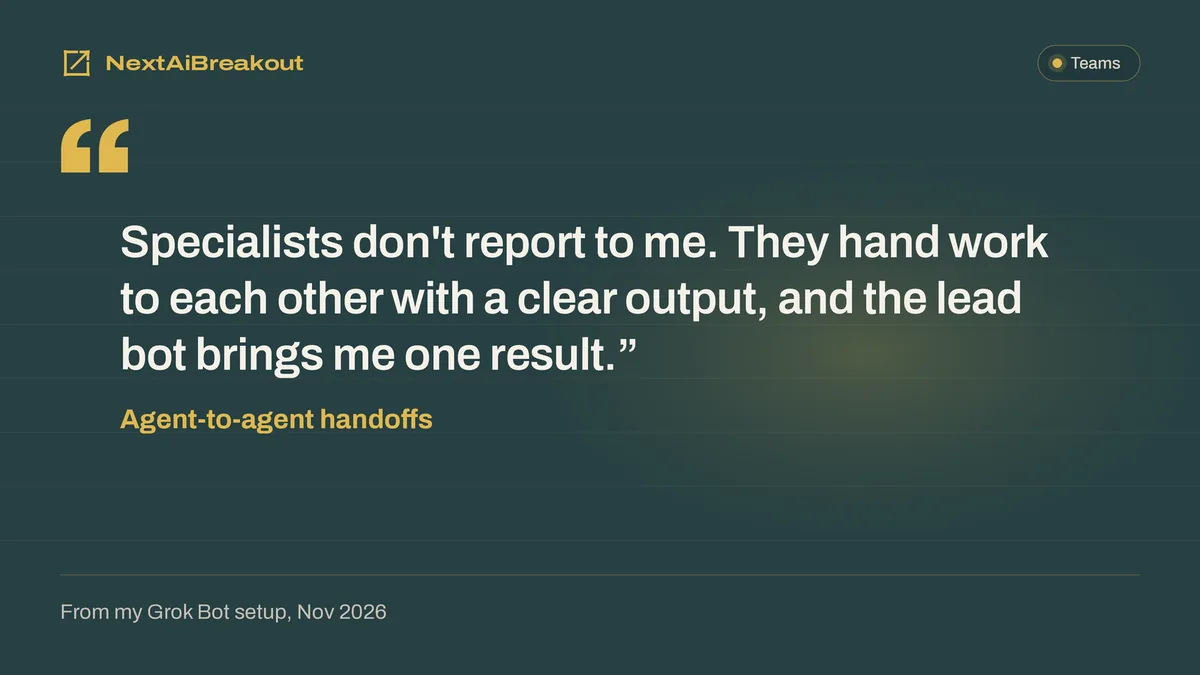 NextAiBreakout
Teams
“
Specialists don't report to me. They hand work
to each other with a clear output, and the lead
bot brings me one result.”
Agent-to-agent handoffs
From my Grok Bot setup, Nov 2026